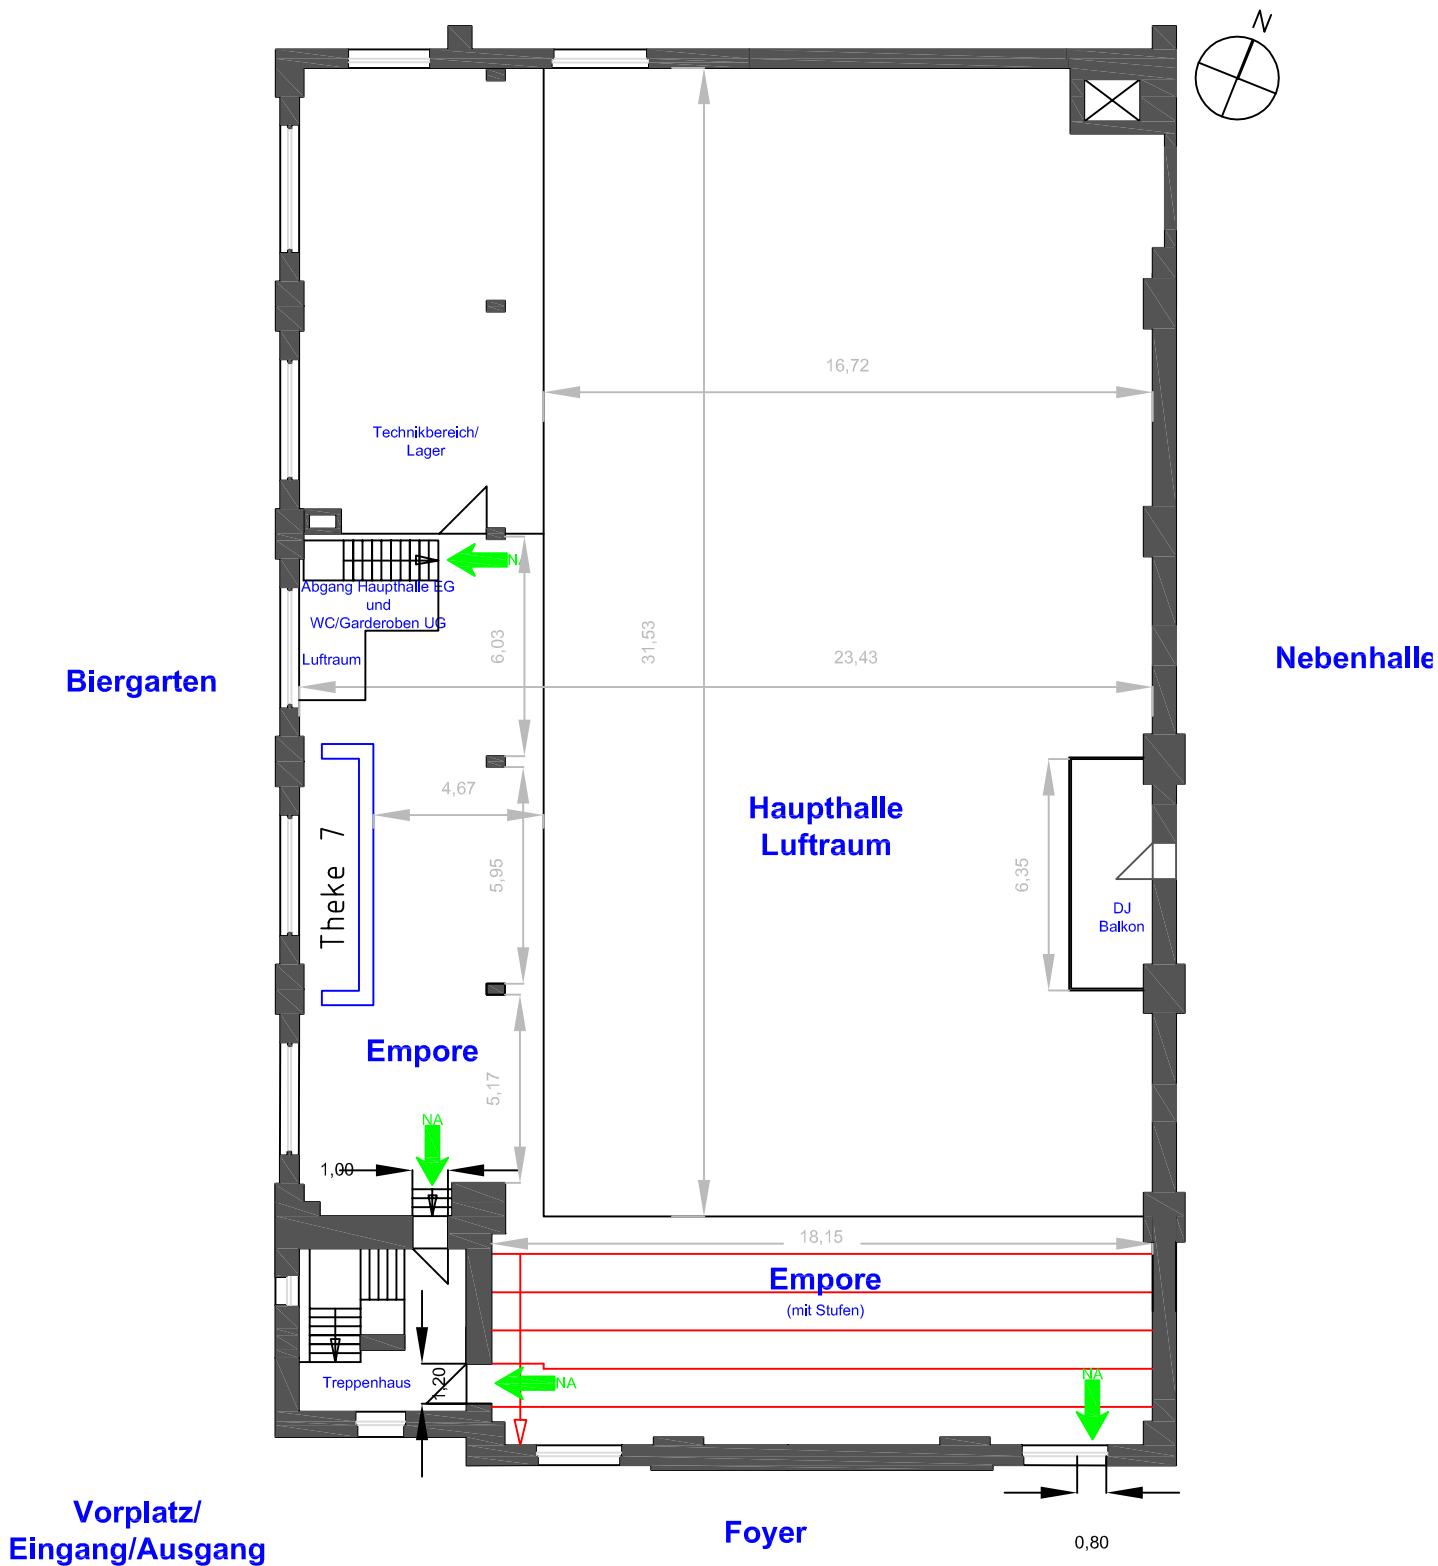 N
16,72
Technikbereich/
Lager
NA
Abgang Haupthalle EG
und
WC/Garderoben UG
Luftraum
6,03
31,53
23,43
Biergarten
Nebenhalle
4,67
Haupthalle
Luftraum
Theke 7
5,95
6,35
DJ
Balkon
Empore
5,17
NA
1,00
18,15
Empore
(mit Stufen)
Treppenhaus
1,20
NA
NA
Vorplatz/
Eingang/Ausgang
Foyer
0,80